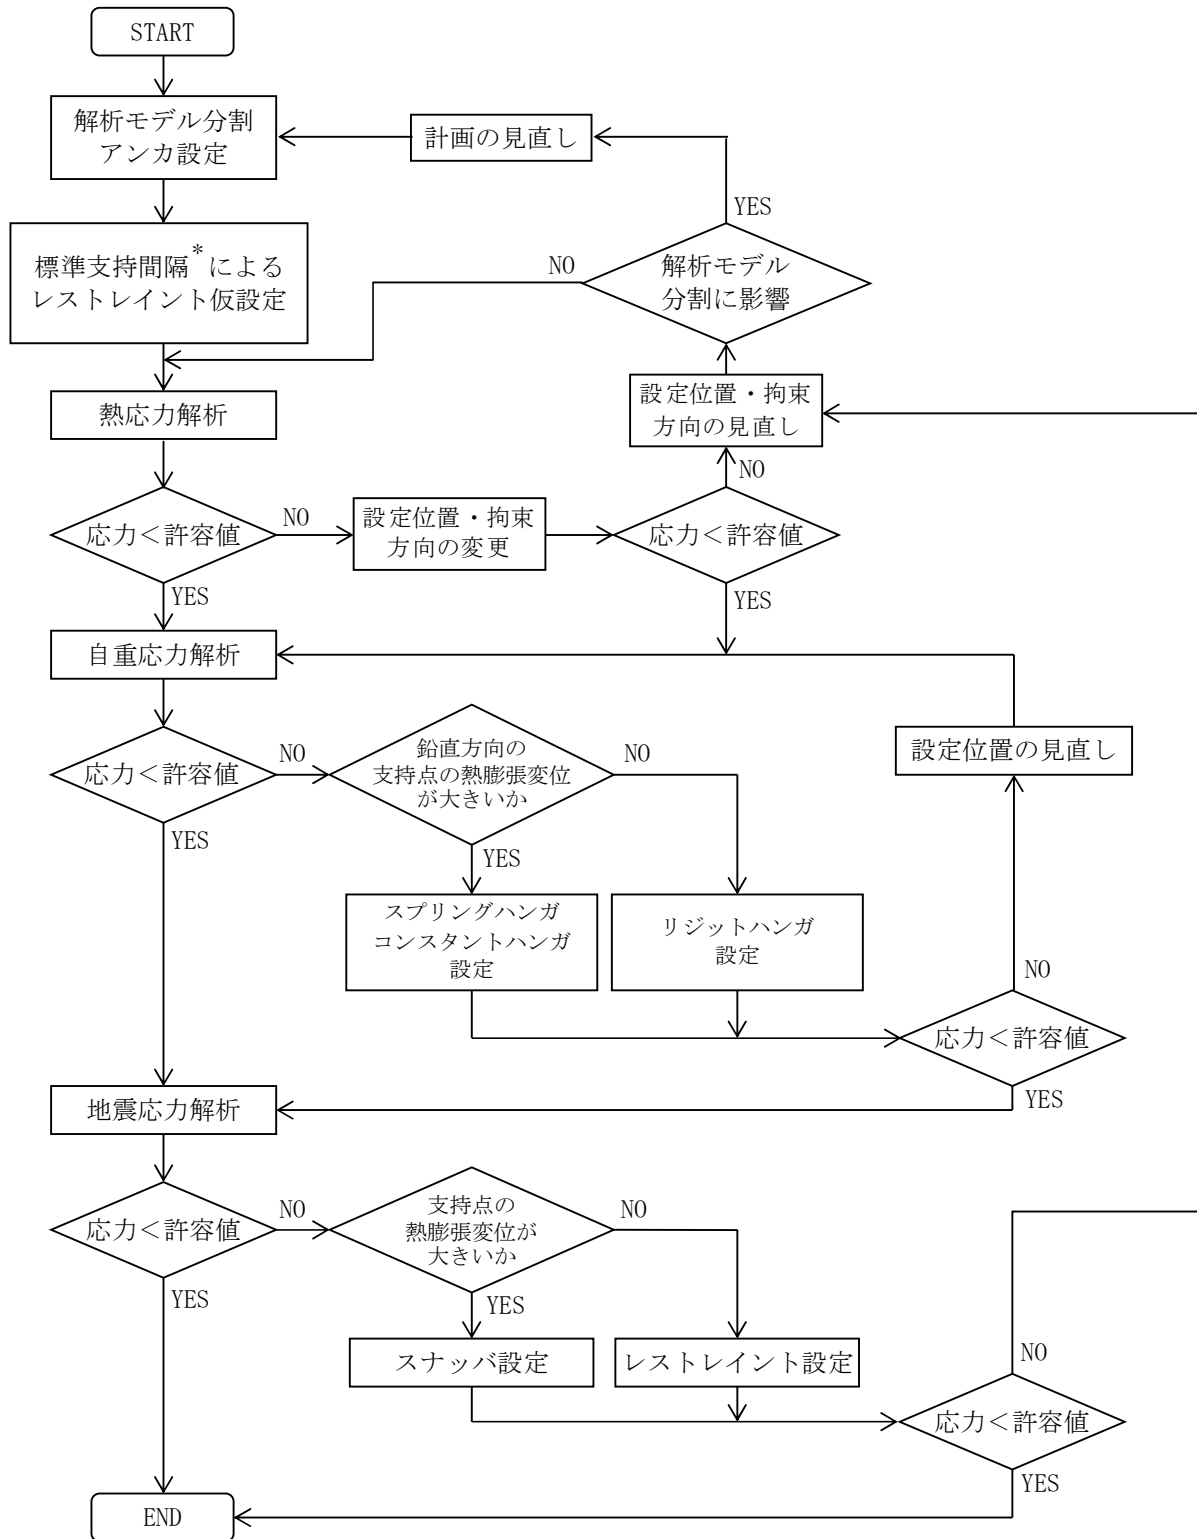 START
解析モデル分割
アンカ設定
計画の見直し
YES
標準支持間隔*による
レストレイント仮設定
NO
解析モデル
分割に影響
設定位置・拘束
方向の見直し
熱応力解析
NO
応力＜許容値
NO
設定位置・拘束
方向の変更
応力＜許容値
YES
YES
自重応力解析
応力＜許容値
NO
鉛直方向の
支持点の熱膨張変位
が大きいか
NO
設定位置の見直し
YES
YES
スプリングハンガ
コンスタントハンガ
設定
リジットハンガ
設定
NO
応力＜許容値
YES
地震応力解析
応力＜許容値
NO
支持点の
熱膨張変位が
大きいか
NO
YES
YES
スナッバ設定
レストレイント設定
NO
応力＜許容値
YES
END